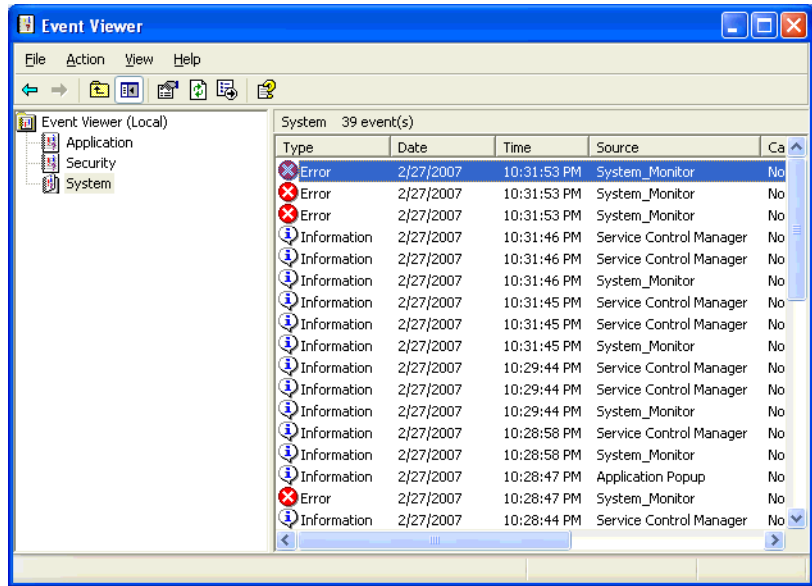 Event Viewer
File Action View Help
Event Viewer (Local)
Application
Security
System
System 39 event(s)
Type Date Time Source Ca
Error 2/27/2007 10:31:53 PM System_Monitor No
Error 2/27/2007 10:31:53 PM System_Monitor No
Error 2/27/2007 10:31:53 PM System_Monitor No
Information 2/27/2007 10:31:46 PM Service Control Manager No
Information 2/27/2007 10:31:46 PM Service Control Manager No
Information 2/27/2007 10:31:46 PM System_Monitor No
Information 2/27/2007 10:31:45 PM Service Control Manager No
Information 2/27/2007 10:31:45 PM Service Control Manager No
Information 2/27/2007 10:31:45 PM System_Monitor No
Information 2/27/2007 10:29:44 PM Service Control Manager No
Information 2/27/2007 10:29:44 PM Service Control Manager No
Information 2/27/2007 10:29:44 PM System_Monitor No
Information 2/27/2007 10:28:58 PM Service Control Manager No
Information 2/27/2007 10:28:58 PM System_Monitor No
Information 2/27/2007 10:28:47 PM Application Popup No
Error 2/27/2007 10:28:47 PM System_Monitor No
Information 2/27/2007 10:28:44 PM Service Control Manager No